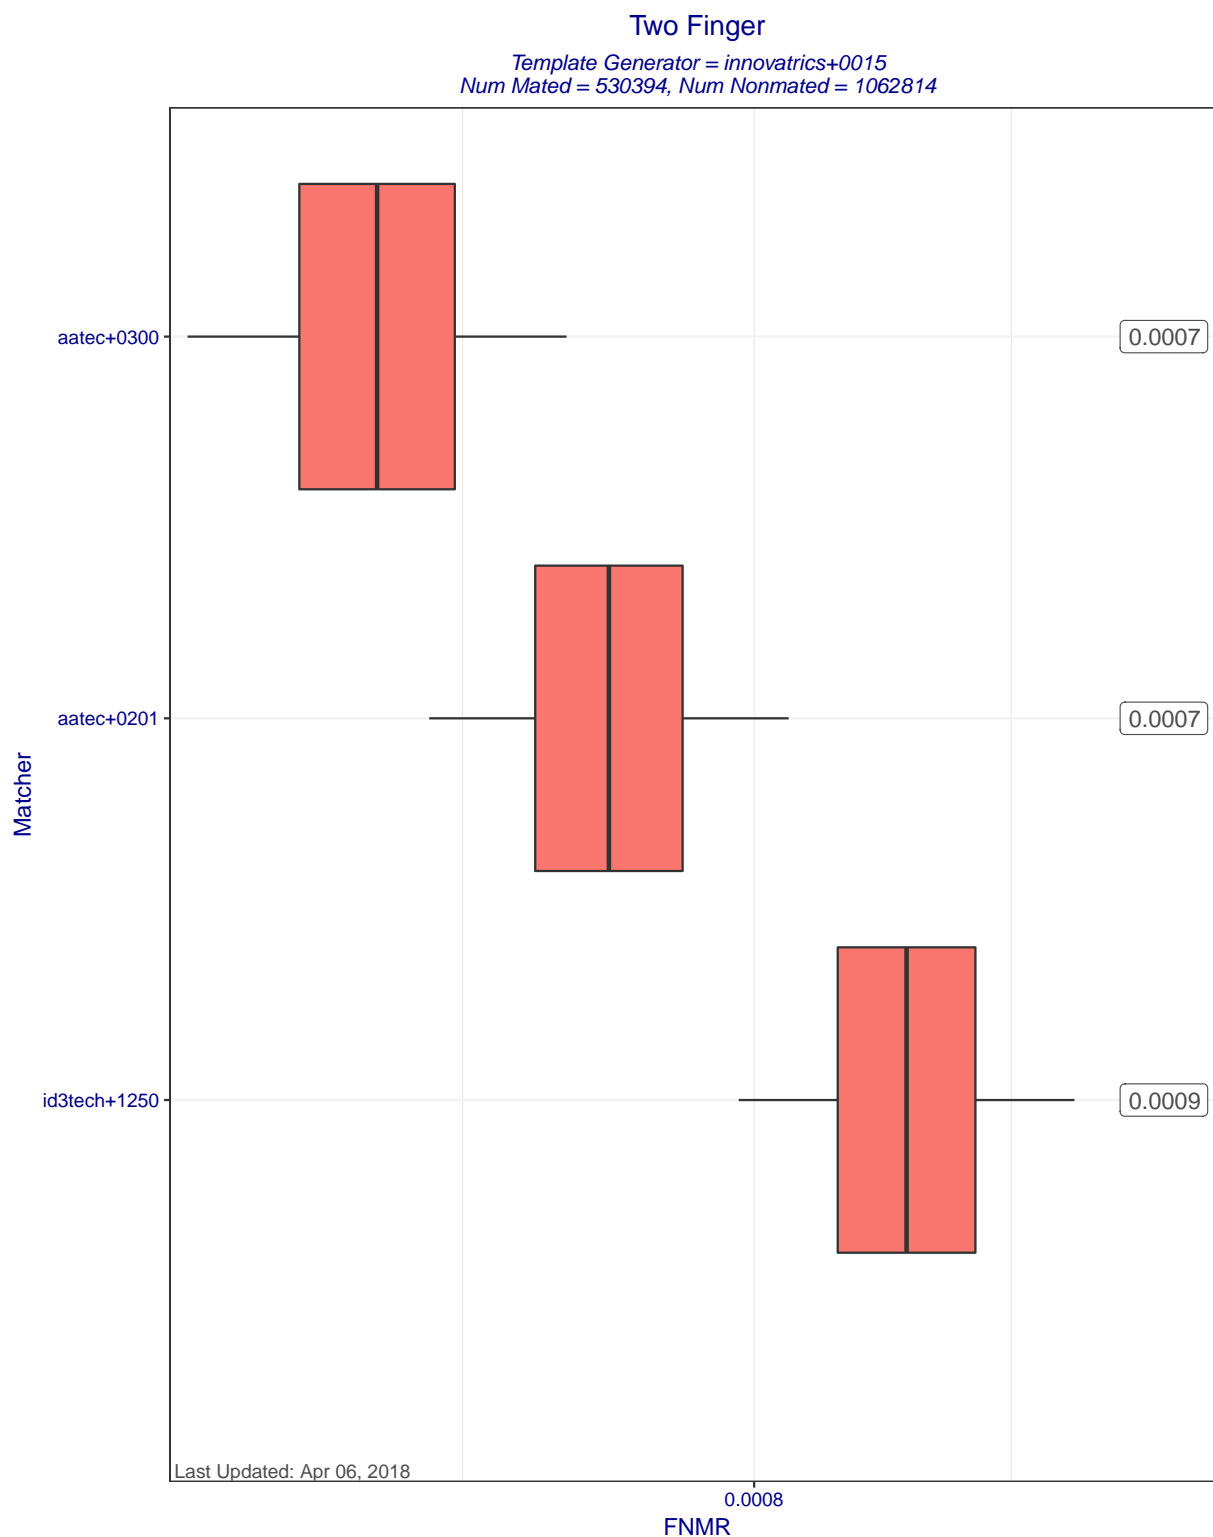 Two Finger
Template Generator = innovatrics+0015
Num Mated = 530394, Num Nonmated = 1062814
aatec+0300
0.0007
aatec+0201
0.0007
Matcher
id3tech+1250
0.0009
Last Updated: Apr 06, 2018
0.0008
FNMR